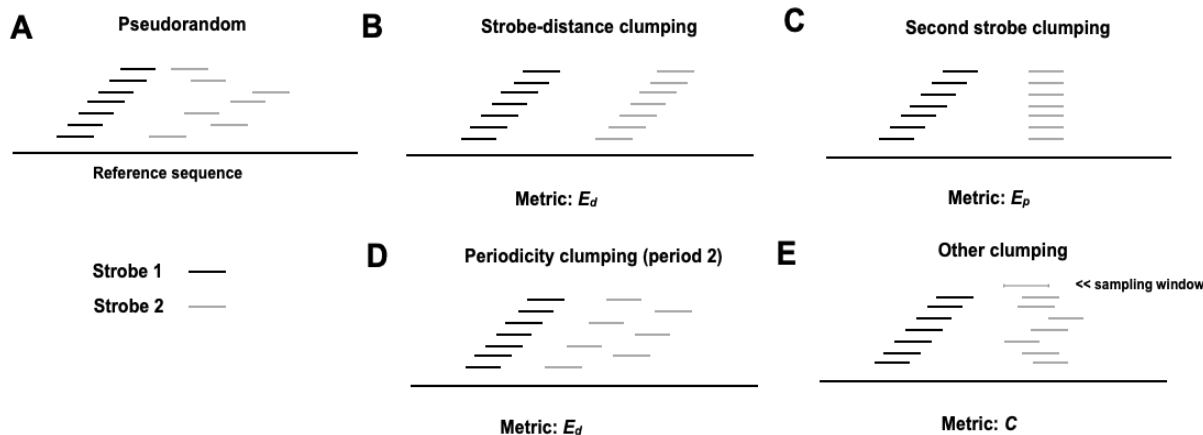 A
Pseudorandom
Reference sequence
Strobe 1
Strobe 2
B
Strobe-distance clumping
Metric: Ed
C
Second strobe clumping
Metric: Ep
D
Periodicity clumping (period 2)
Metric: Ed
E
Other clumping
<< sampling window
Metric: C